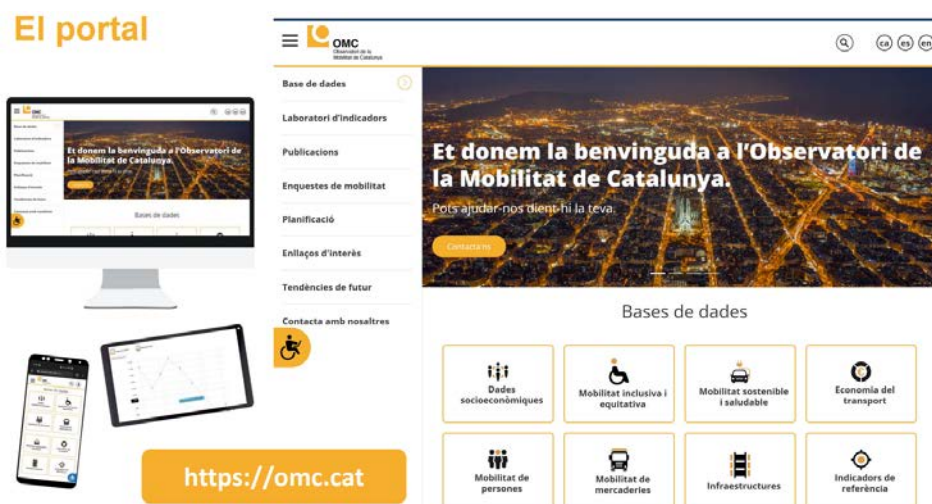 El portal
OMC
Observatori de la
Mobilitat de Catalunya
ca es en
Base de dades
Laboratori d'indicadors
Publicacions
Enquestes de mobilitat
Planificació
Enllaços d'interès
Tendències de futur
Contacta amb nosaltres
Et donem la benvinguda a l'Observatori de
la Mobilitat de Catalunya.
Pots ajudar-nos dient-hi la teva.
Contacta'ns
Bases de dades
Dades
socioeconòmiques
Mobilitat inclusiva i
equitativa
Mobilitat sostenible
i saludable
Economia del
transport
Mobilitat de
persones
Mobilitat de
mercaderies
Infraestructures
Indicadors de
referència
Et donem la benvinguda a l'Observatori de
la Mobilitat de Catalunya.
Bases de dades
https://omc.cat